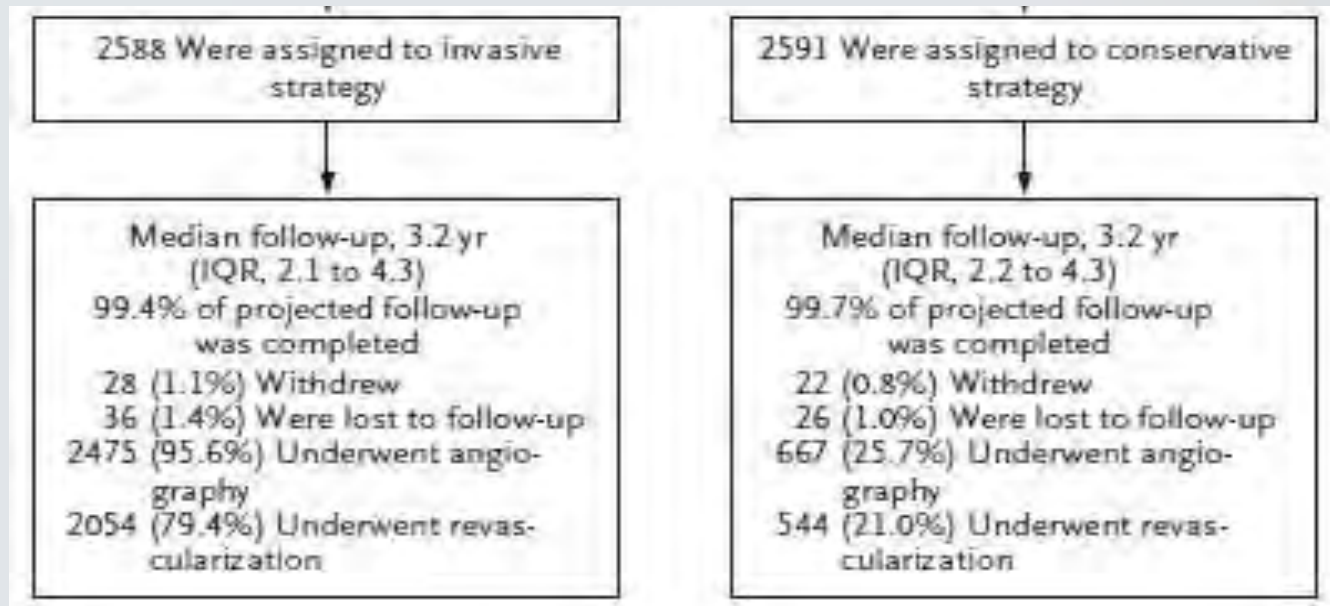 2588 Were assigned to invasive
strategy
Median follow-up, 3.2 yr
(IQR, 2.1 to 4.3)
99.4% of projected follow-up
was completed
28 (1.1%) Withdrew
36 (1.4%) Were lost to follow-up
2475 (95.6%) Underwent angio-
graphy
2054 (79.4%) Underwent revas-
cularization
2591 Were assigned to conservative
strategy
Median follow-up, 3.2 yr
(IQR, 2.2 to 4.3)
99.7% of projected follow-up
was completed
22 (0.8%) Withdrew
26 (1.0%) Were lost to follow-up
667 (25.7%) Underwent angio-
graphy
544 (21.0%) Underwent revas-
cularization